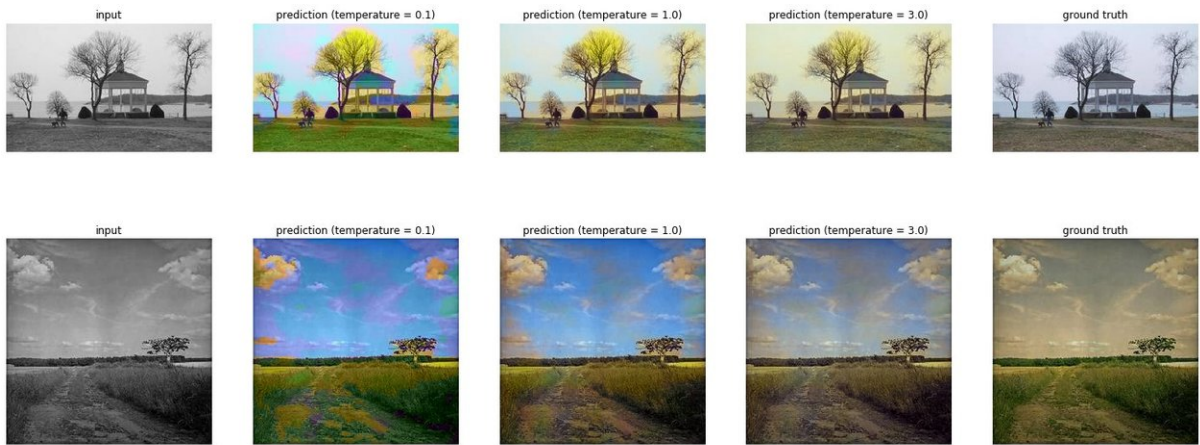 input
prediction (temperature = 0.1)
prediction (temperature = 1.0)
prediction (temperature = 3.0)
ground truth
input
prediction (temperature = 0.1)
prediction (temperature = 1.0)
prediction (temperature = 3.0)
ground truth